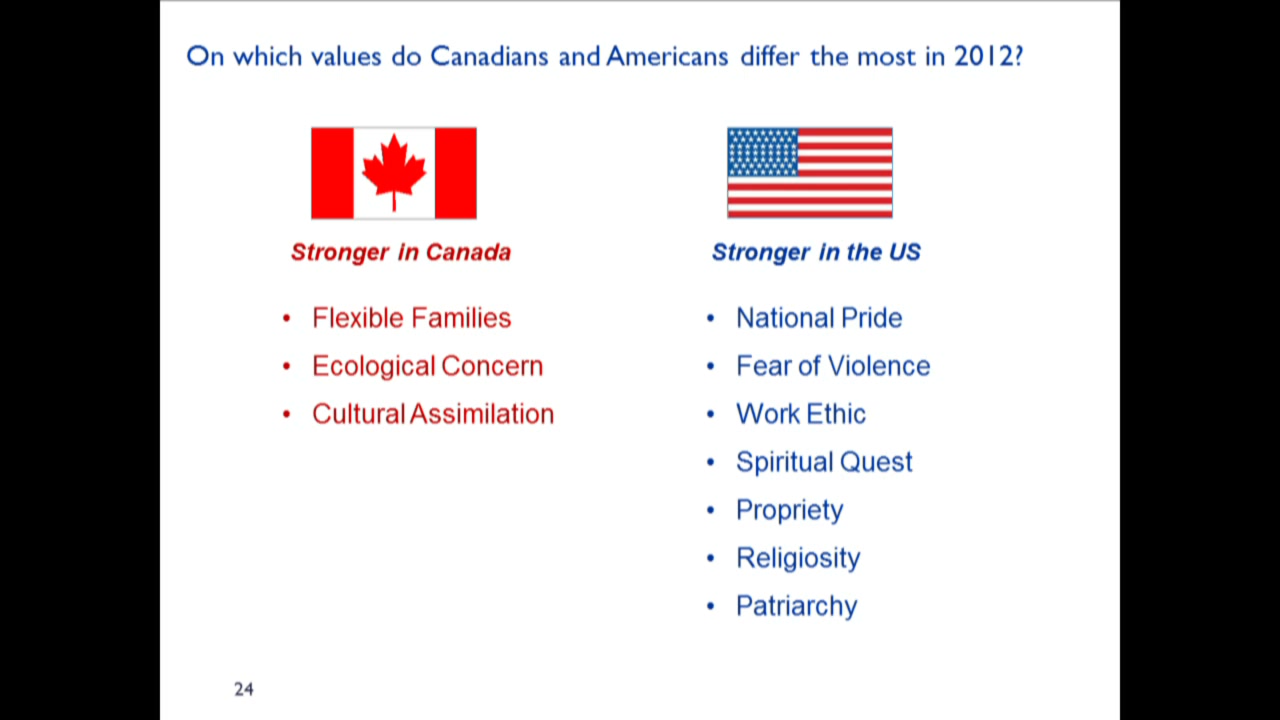 On which values do Canadians and Americans differ the most in 2012?
Stronger in Canada
• Flexible Families
• Ecological Concern
• Cultural Assimilation
Stronger in the US
• National Pride
• Fear of Violence
• Work Ethic
• Spiritual Quest
• Propriety
• Religiosity
• Patriarchy
24